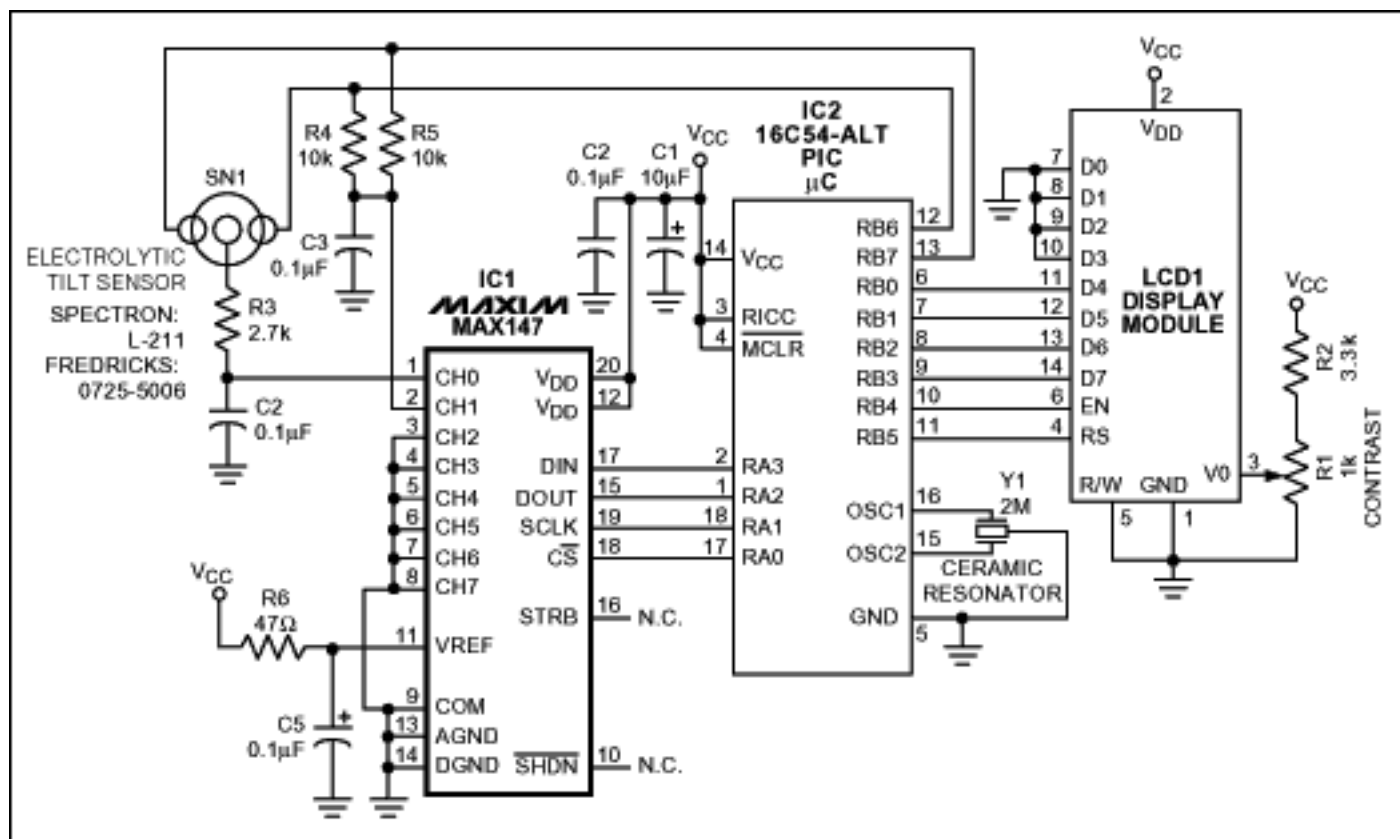 SN1
ELECTROLYTIC
TILT SENSOR
SPECTRON:
L-211
FREDRICKS:
0725-5006
R4
10k
R5
10k
C3
0.1µF
R3
2.7k
C2
0.1µF
VCC
R6
47Ω
C5
0.1µF
+
IC1
MAXIM
MAX147
1 CH0
2 CH1
3 CH2
4 CH3
5 CH4
6 CH5
7 CH6
8 CH7
11 VREF
9 COM
13 AGND
14 DGND
VDD 20
VDD 12
DIN 17
DOUT 15
SCLK 19
CS 18
STRB 16 N.C.
SHDN 10 N.C.
C2
0.1µF
C1
10µF
+
VCC
IC2
16C54-ALT
PIC
µC
14 VCC
3 RICC
4 MCLR
2 RA3
1 RA2
18 RA1
17 RA0
RB6 12
RB7 13
RB0 6
RB1 7
RB2 8
RB3 9
RB4 10
RB5 11
OSC1 16
OSC2 15
GND 5
Y1
2M
CERAMIC
RESONATOR
VCC
2
VDD
7 D0
8 D1
9 D2
10 D3
11 D4
12 D5
13 D6
14 D7
6 EN
4 RS
LCD1
DISPLAY
MODULE
R/W GND
5 1
V0 3
VCC
R2
3.3k
R1
1k
CONTRAST